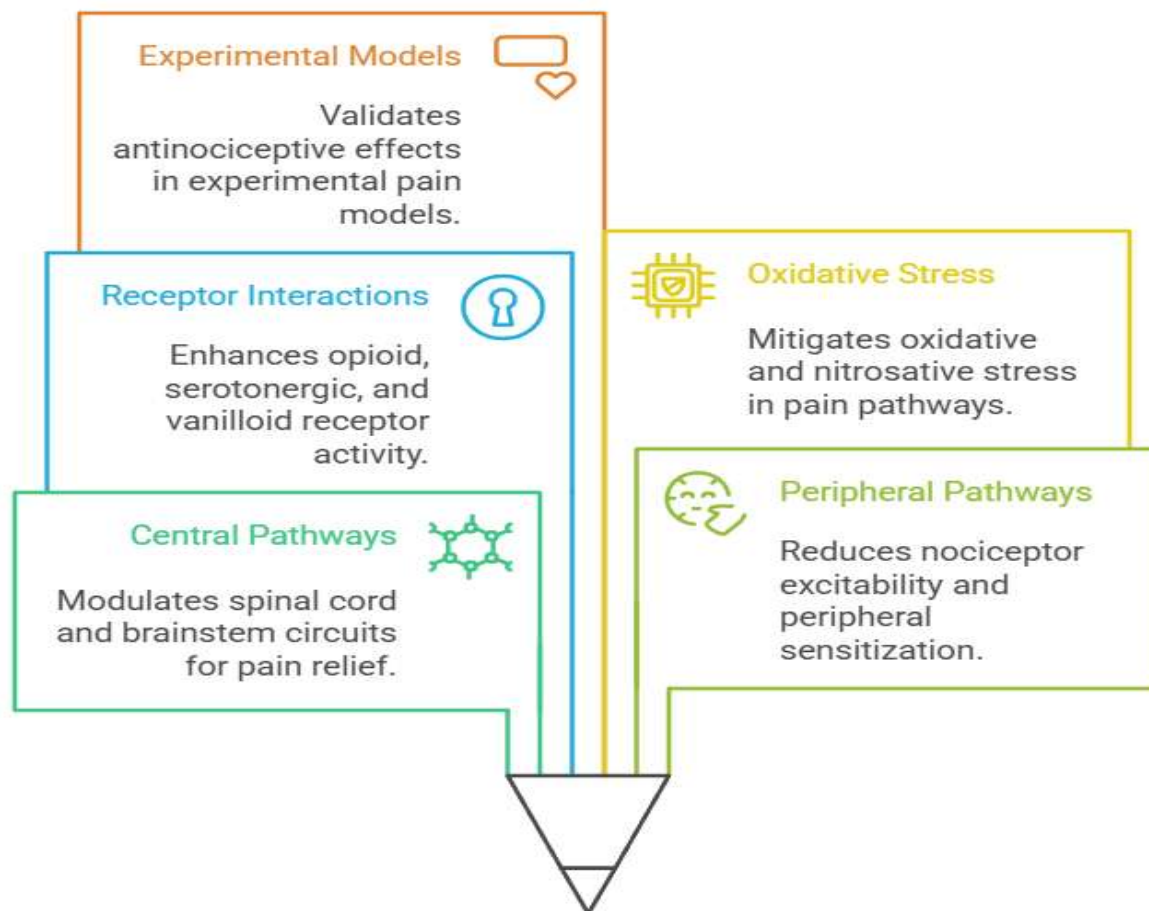 Experimental Models
Validates
antinociceptive effects
in experimental pain
models.
Receptor Interactions
Enhances opioid,
serotonergic, and
vanilloid receptor
activity.
Central Pathways
Modulates spinal cord
and brainstem circuits
for pain relief.
Oxidative Stress
Mitigates oxidative
and nitrosative stress
in pain pathways.
Peripheral Pathways
Reduces nociceptor
excitability and
peripheral
sensitization.